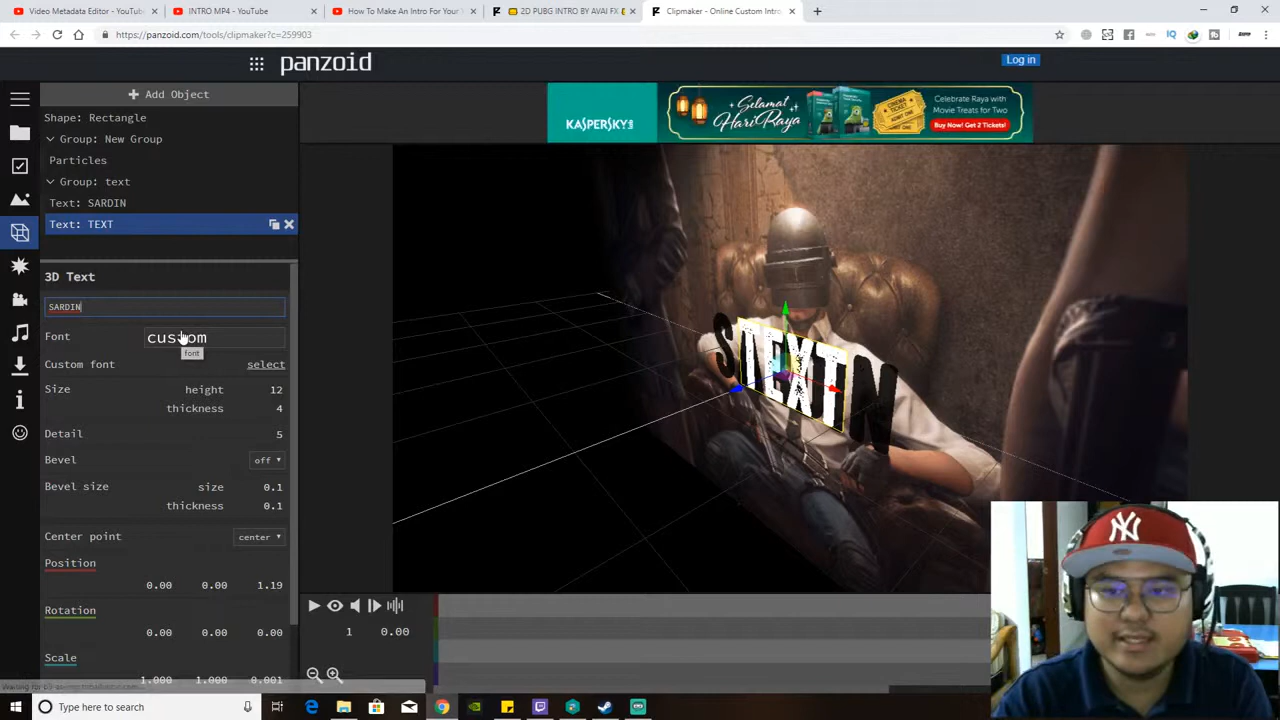 Video Metadata Editor - YouTu
INTRO MP4 - YouTube
How To Make An Intro For Your
2D PUBG INTRO BY AVAI FX
Clipmaker - Online Custom Intro
https://panzoid.com/tools/clipmaker?c=259903
panzoid
Log in
Add Object
Shape: Rectangle
Group: New Group
Particles
Group: text
Text: SARDIN
Text: TEXT
KASPERSKY
Selamat
Hari Raya
Celebrate Raya with
Movie Treats for Two
Buy Now! Get 2 Tickets!
3D Text
SARDIN
Font
custom
font
Custom font
select
Size
height
12
thickness
4
Detail
5
Bevel
off
Bevel size
size
0.1
thickness
0.1
Center point
center
Position
0.00 0.00 1.19
Rotation
0.00 0.00 0.00
Scale
1.000 1.000 0.001
S TEXT N
1
0.00
NY
Type here to search